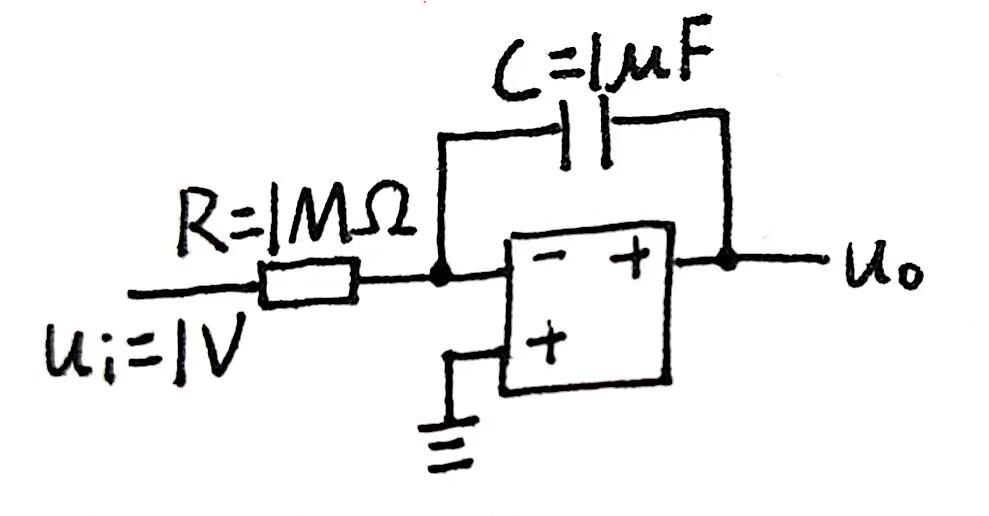 C=1μF
R=1MΩ
- +
u₀
uᵢ=1V
+